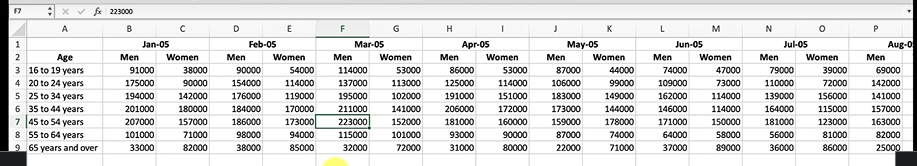 F7 fx 223000
A B C D E F G H I J K L M N O P
1 Jan-05 Feb-05 Mar-05 Apr-05 May-05 Jun-05 Jul-05 Aug-0
2 Age Men Women Men Women Men Women Men Women Men Women Men Women Men Women Men
3 16 to 19 years 91000 38000 90000 54000 114000 53000 86000 53000 87000 44000 74000 47000 79000 39000 69000
4 20 to 24 years 175000 90000 154000 114000 137000 113000 125000 114000 106000 99000 109000 73000 110000 72000 142000
5 25 to 34 years 194000 142000 176000 119000 195000 102000 191000 151000 183000 149000 162000 114000 139000 156000 141000
6 35 to 44 years 201000 180000 184000 170000 211000 141000 206000 172000 173000 144000 146000 114000 164000 115000 157000
7 45 to 54 years 207000 157000 186000 173000 223000 152000 181000 160000 159000 178000 171000 150000 181000 123000 163000
8 55 to 64 years 101000 71000 98000 94000 115000 101000 93000 90000 87000 74000 64000 58000 56000 81000 82000
9 65 years and over 33000 82000 38000 85000 32000 72000 31000 80000 22000 71000 37000 89000 36000 86000 25000